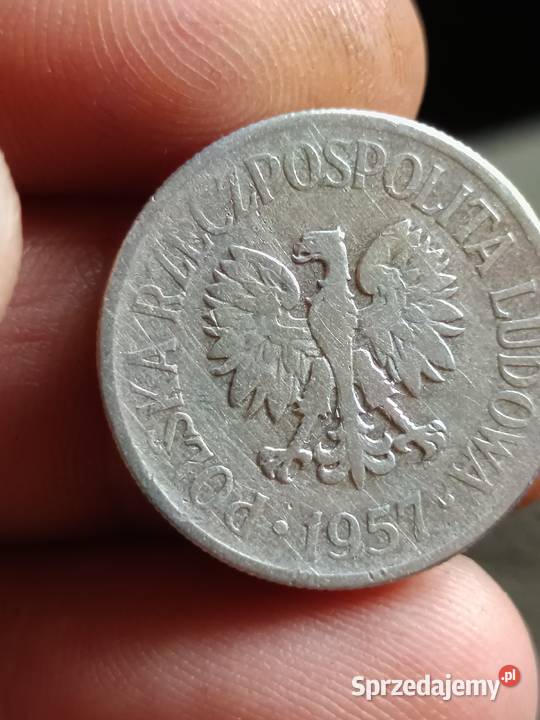 POLSKA RZECZPOSPOLITA LUDOWA
· 1957 ·
Sprzedajemy.pl